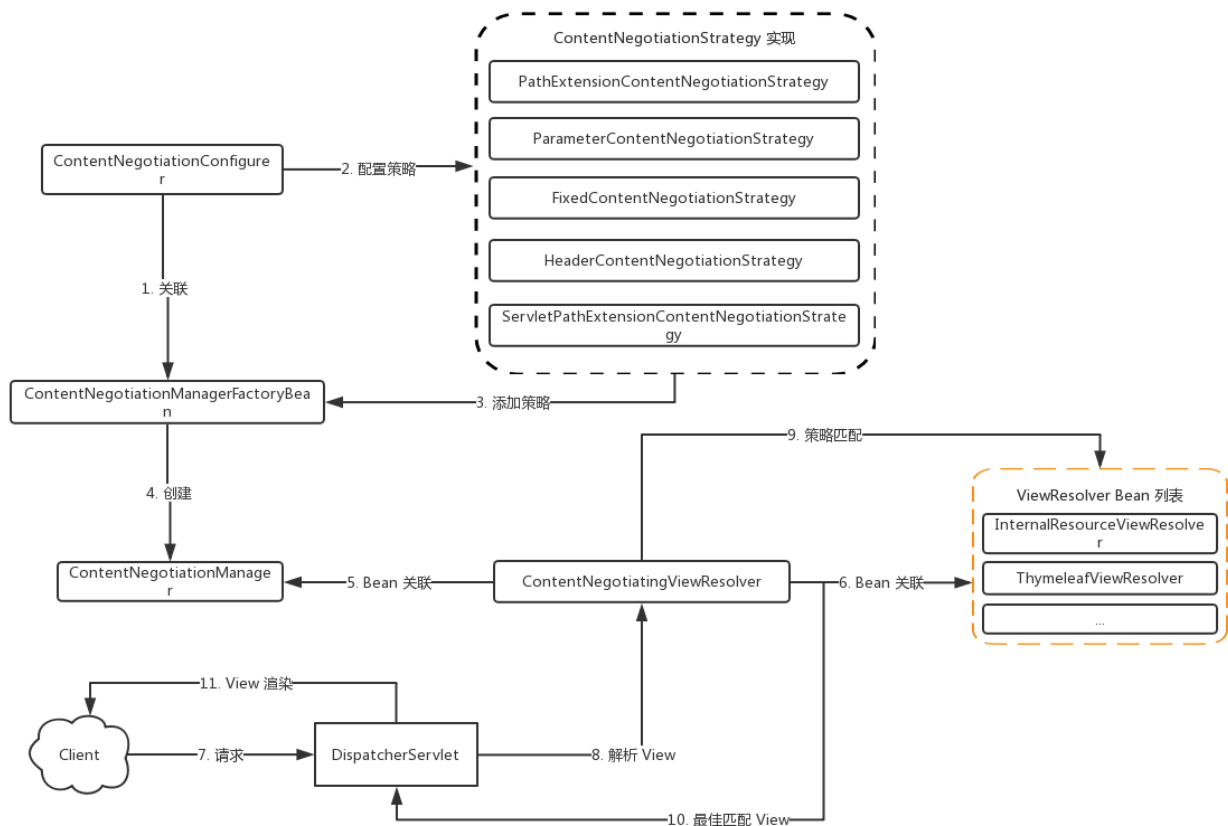 ContentNegotiationStrategy 实现
PathExtensionContentNegotiationStrategy
ParameterContentNegotiationStrategy
FixedContentNegotiationStrategy
HeaderContentNegotiationStrategy
ServletPathExtensionContentNegotiationStrate
gy
ContentNegotiationConfigure
r
2. 配置策略
1. 关联
ContentNegotiationManagerFactoryBea
n
3. 添加策略
9. 策略匹配
4. 创建
ViewResolver Bean 列表
InternalResourceViewResolve
r
ThymeleafViewResolver
...
ContentNegotiationManage
r
5. Bean 关联
ContentNegotiatingViewResolver
6. Bean 关联
11. View 渲染
Client
7. 请求
DispatcherServlet
8. 解析 View
10. 最佳匹配 View